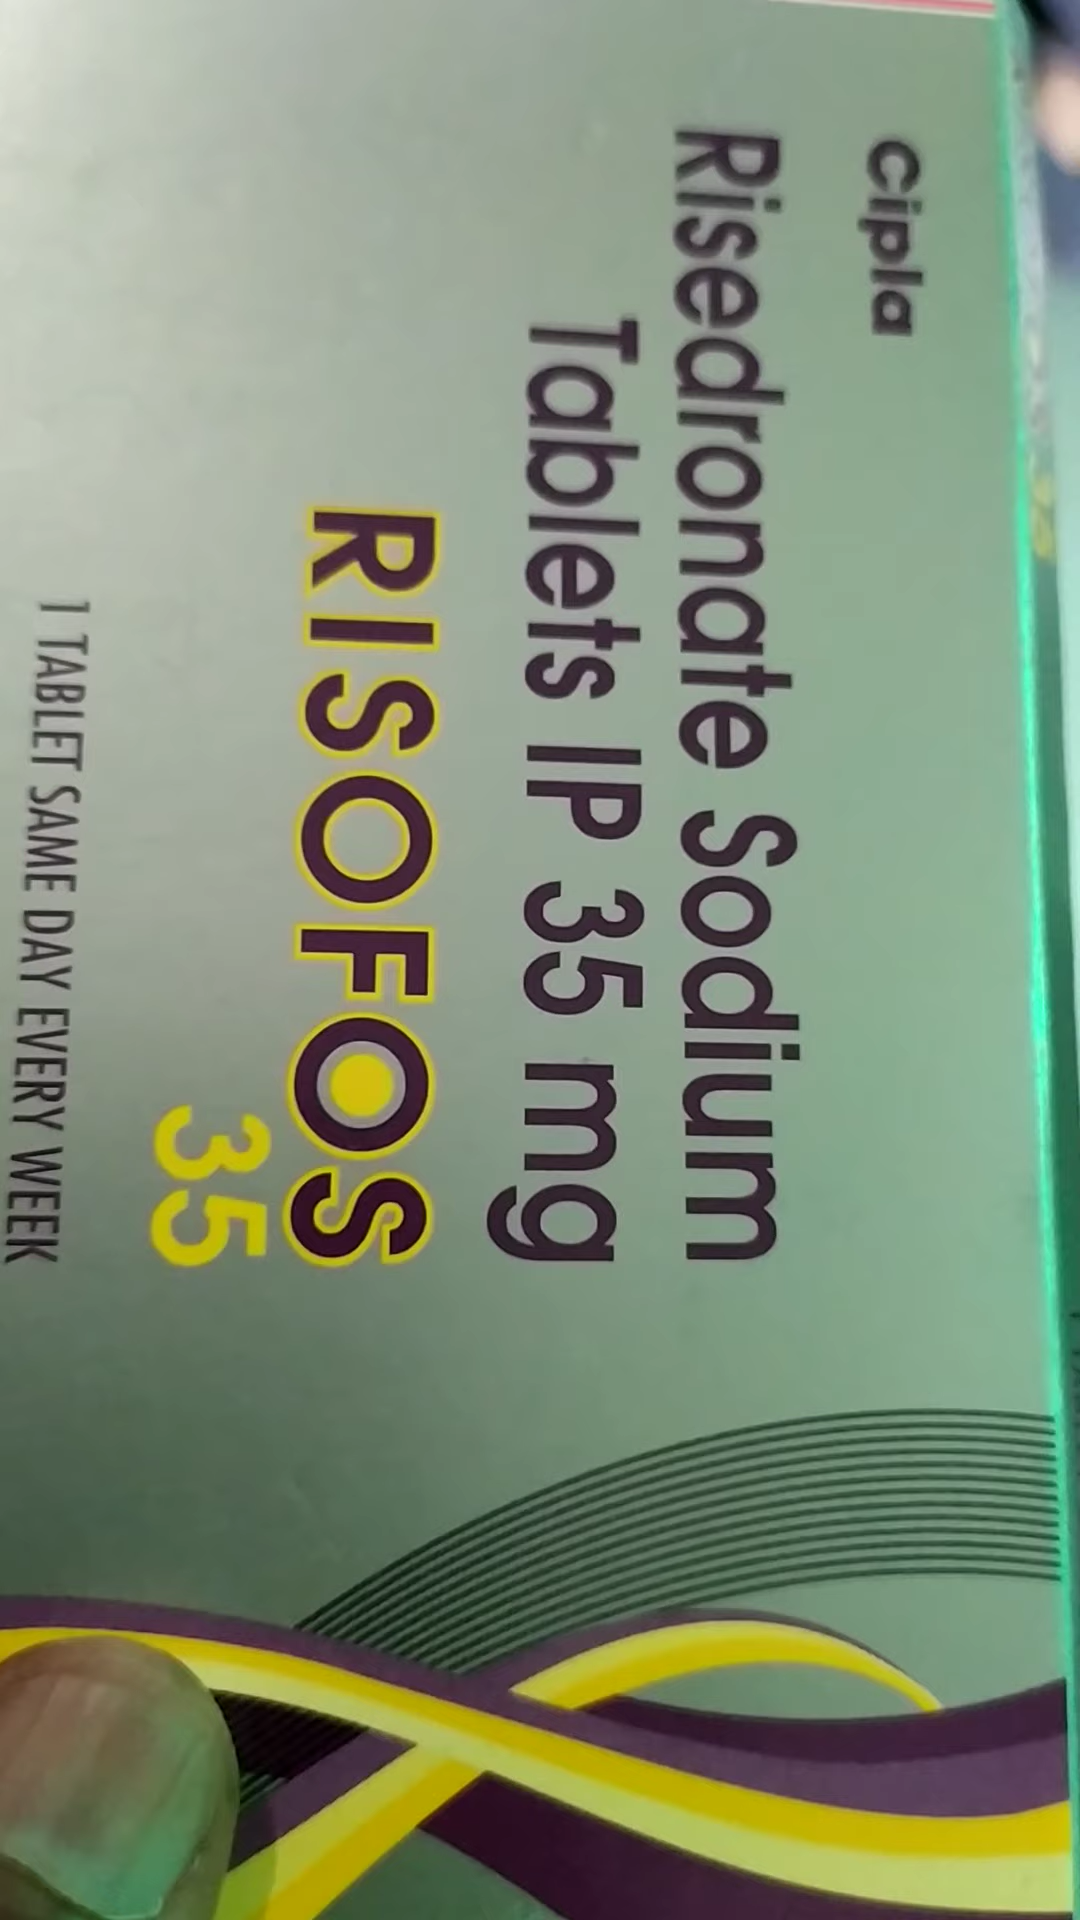 Cipla
Risedronate Sodium
Tablets IP 35 mg
RISOFOS
35
1 TABLET SAME DAY EVERY WEEK